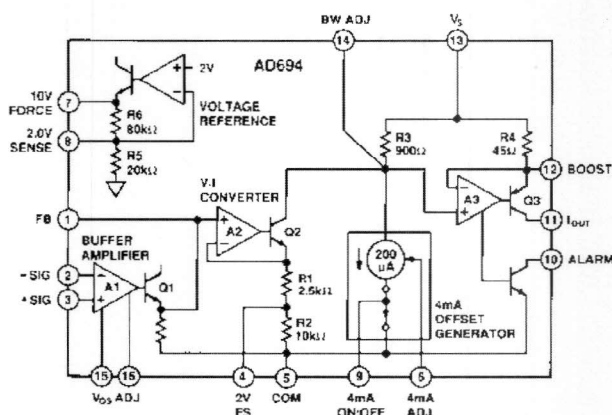 BW ADJ
VS
14
13
AD694
10V
FORCE
7
2V
R6
80kΩ
VOLTAGE
REFERENCE
2.0V
SENSE
8
R5
20kΩ
R3
900Ω
R4
45Ω
12
BOOST
A3
Q3
11
IOUT
V-I
CONVERTER
FB
1
A2
Q2
BUFFER
AMPLIFIER
–SIG
2
A1
Q1
+SIG
3
R1
2.5kΩ
R2
10kΩ
200
µA
10
ALARM
4mA
OFFSET
GENERATOR
15
16
4
5
9
6
VOS ADJ
2V
FS
COM
4mA
ON/OFF
4mA
ADJ